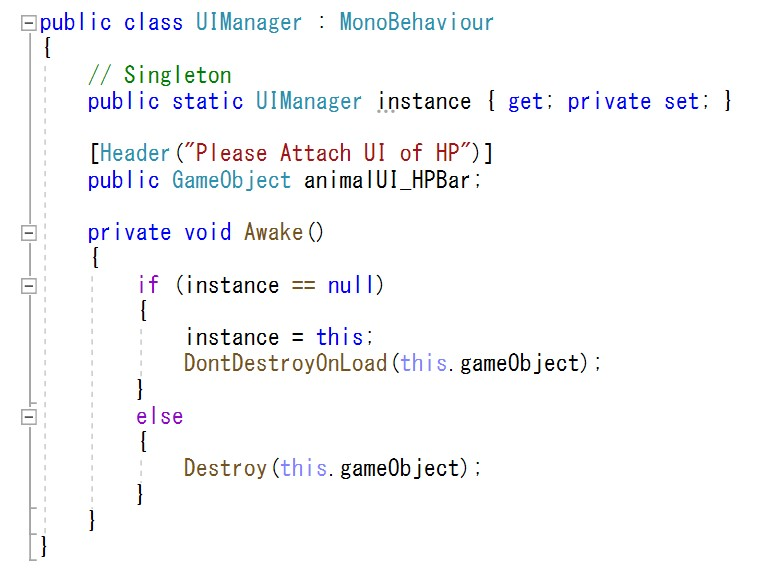 public class UIManager : MonoBehaviour
{
// Singleton
public static UIManager instance { get; private set; }
[Header("Please Attach UI of HP")]
public GameObject animalUI_HPBar;
private void Awake()
{
if (instance == null)
{
instance = this;
DontDestroyOnLoad(this.gameObject);
}
else
{
Destroy(this.gameObject);
}
}
}